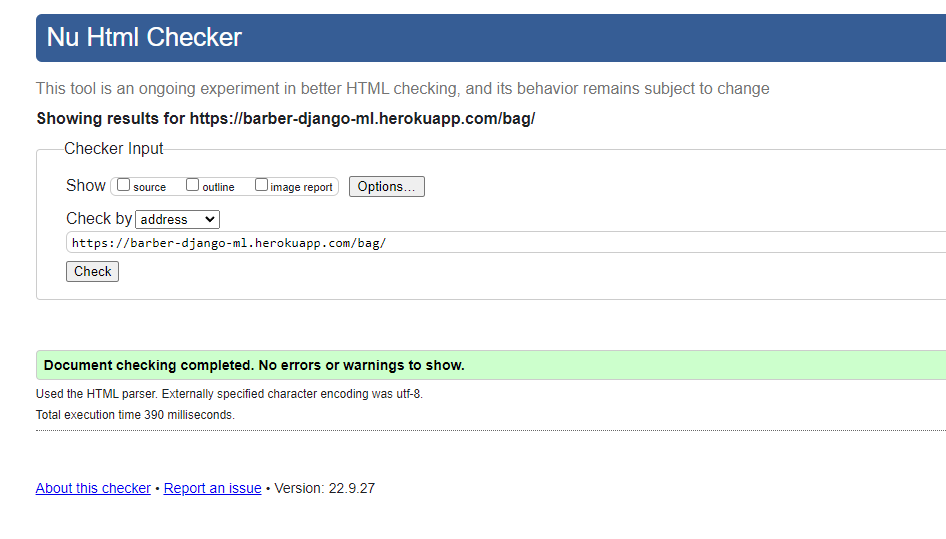 Nu Html Checker
This tool is an ongoing experiment in better HTML checking, and its behavior remains subject to change
Showing results for https://barber-django-ml.herokuapp.com/bag/
Checker Input
Show source outline image report Options...
Check by address
https://barber-django-ml.herokuapp.com/bag/
Check
Document checking completed. No errors or warnings to show.
Used the HTML parser. Externally specified character encoding was utf-8.
Total execution time 390 milliseconds.
About this checker • Report an issue • Version: 22.9.27